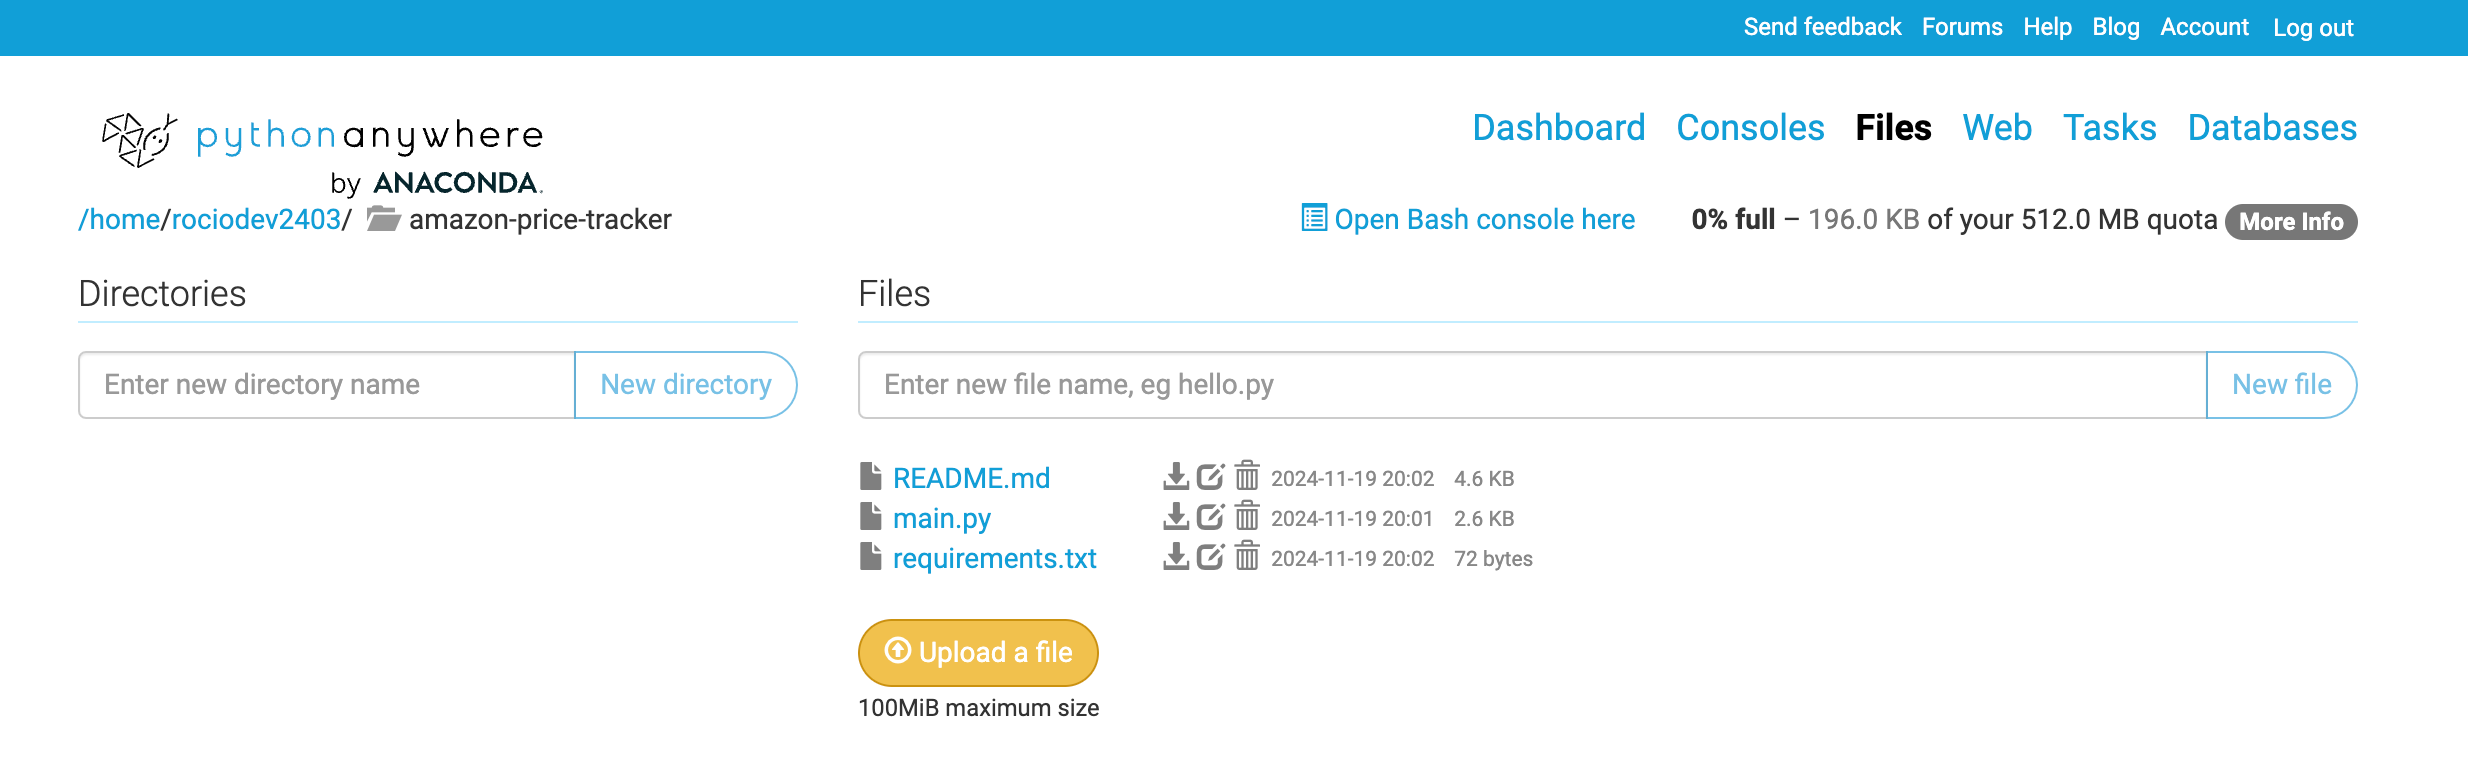 Send feedback Forums Help Blog Account Log out
pythonanywhere
by ANACONDA.
Dashboard Consoles Files Web Tasks Databases
/home/rociodev2403/ amazon-price-tracker
Open Bash console here
0% full – 196.0 KB of your 512.0 MB quota More Info
Directories
Enter new directory name New directory
Files
Enter new file name, eg hello.py New file
README.md 2024-11-19 20:02 4.6 KB
main.py 2024-11-19 20:01 2.6 KB
requirements.txt 2024-11-19 20:02 72 bytes
Upload a file
100MiB maximum size